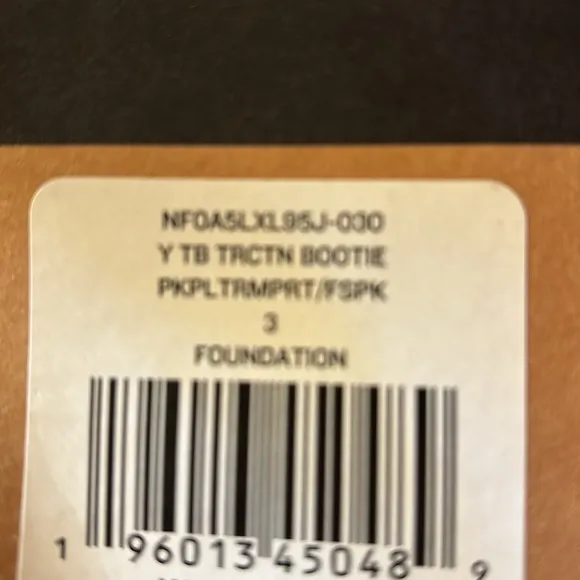 NF0A5LXL95J-030
Y TB TRCTN BOOTIE
PKPLTRMPRT/FSPK
3
FOUNDATION
1 96013 45048 9